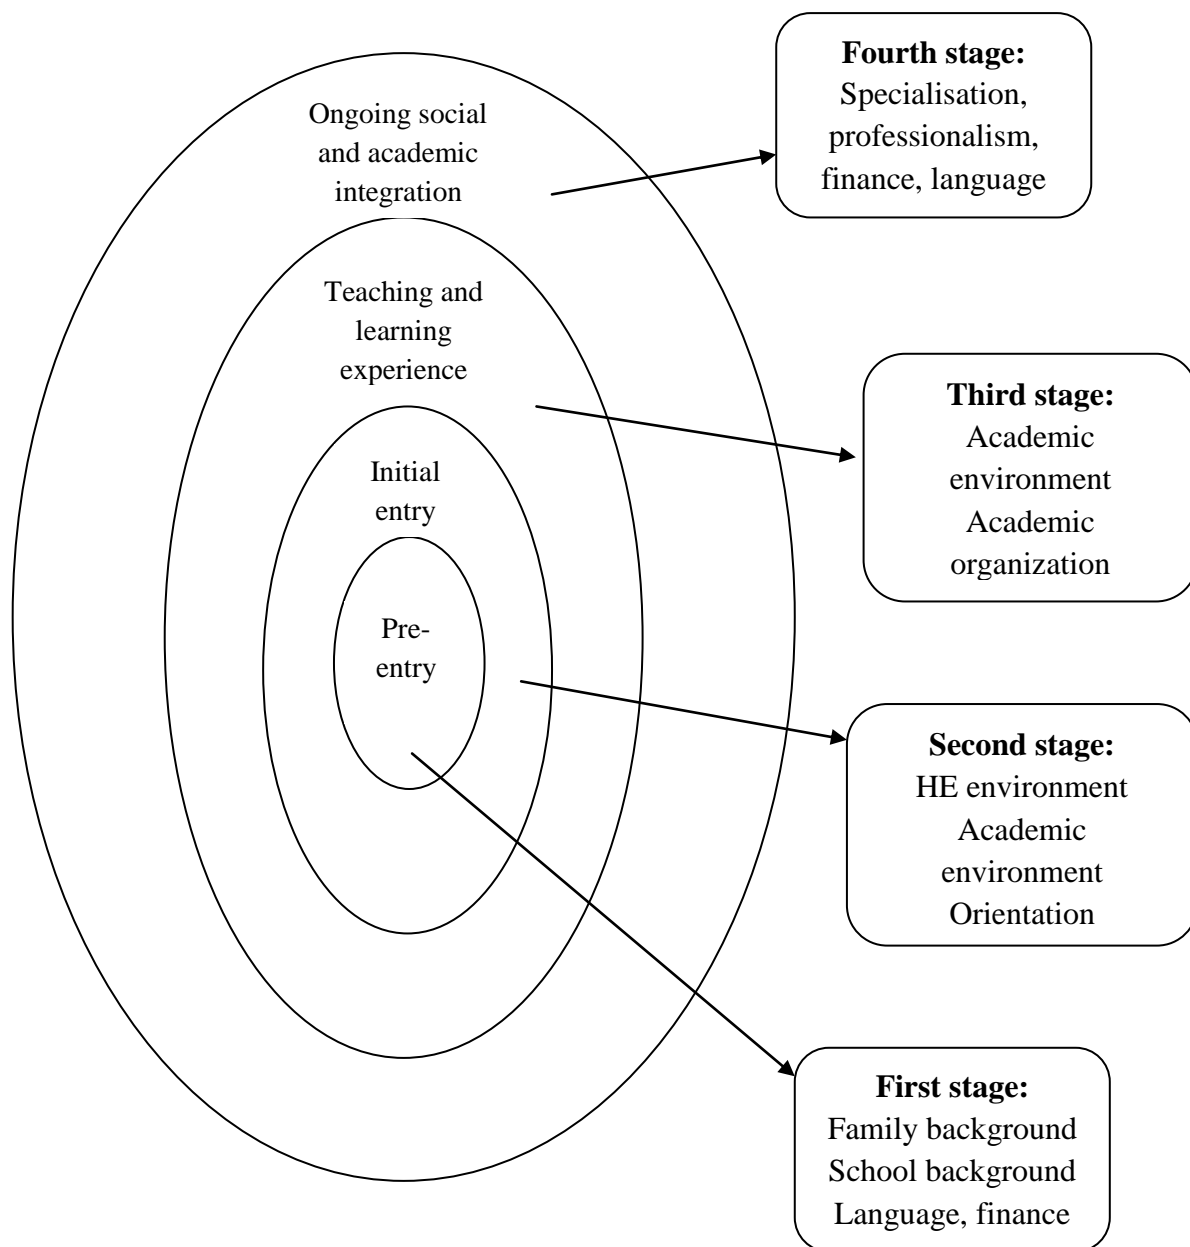 Ongoing social
and academic
integration
Teaching and
learning
experience
Initial
entry
Pre-
entry
Fourth stage:
Specialisation,
professionalism,
finance, language
Third stage:
Academic
environment
Academic
organization
Second stage:
HE environment
Academic
environment
Orientation
First stage:
Family background
School background
Language, finance